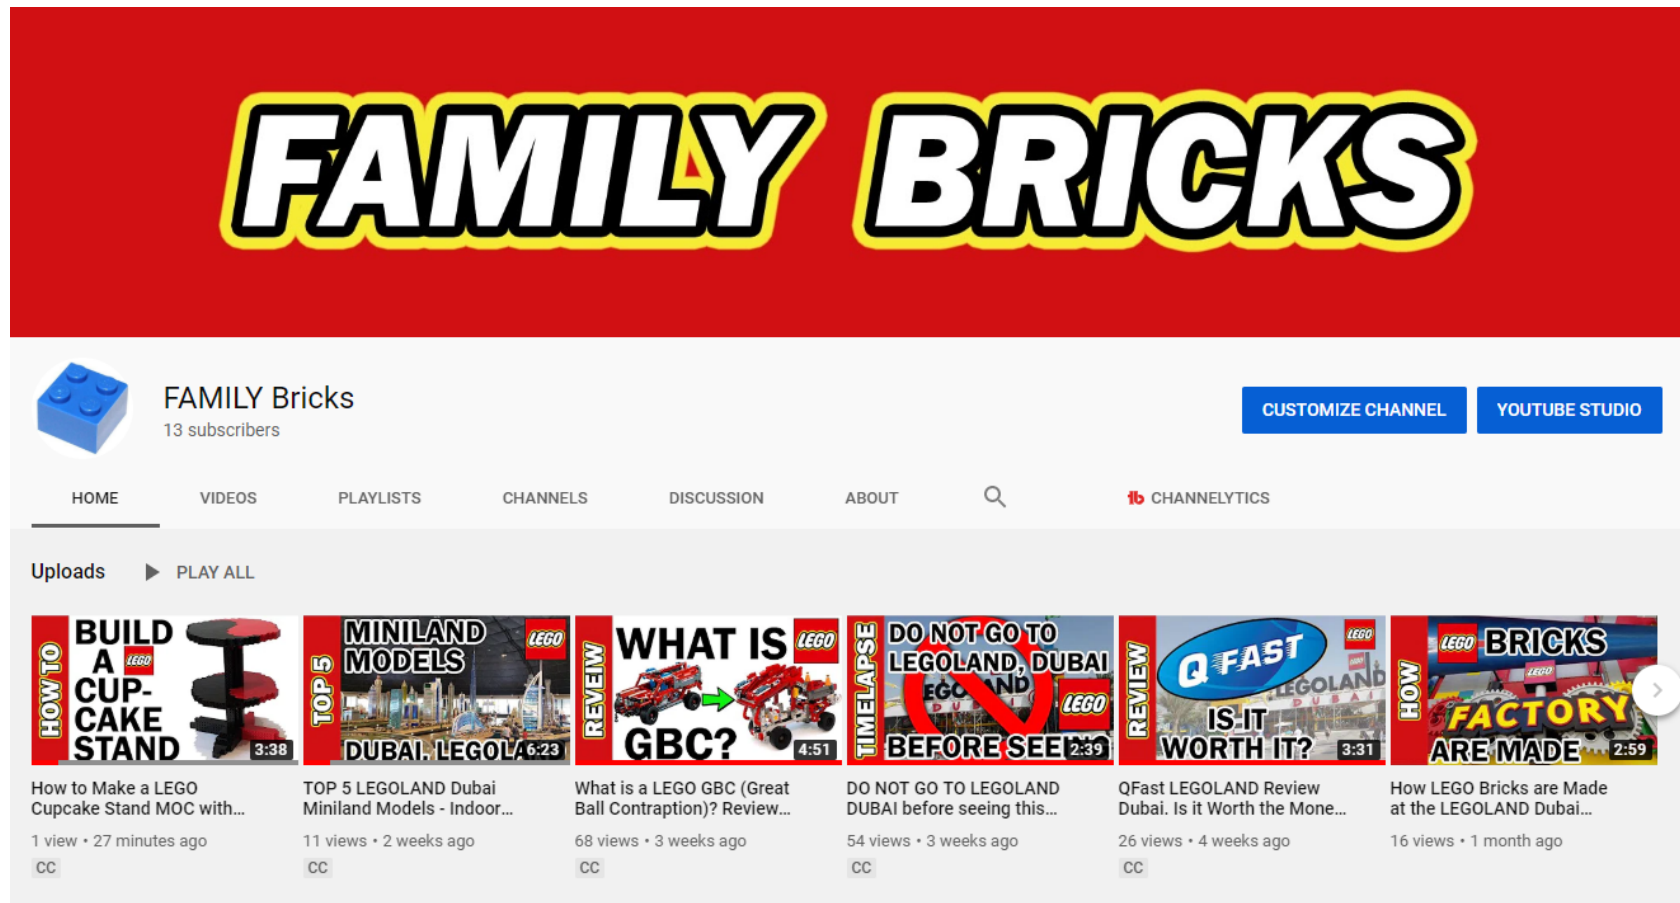 FAMILY BRICKS
FAMILY Bricks
13 subscribers
CUSTOMIZE CHANNEL
YOUTUBE STUDIO
HOME
VIDEOS
PLAYLISTS
CHANNELS
DISCUSSION
ABOUT
CHANNELYTICS
Uploads
PLAY ALL
HOW TO
BUILD
A LEGO
CUP-
CAKE
STAND
3:38
How to Make a LEGO
Cupcake Stand MOC with...
1 view • 27 minutes ago
CC
TOP 5
MINILAND
MODELS
LEGO
DUBAI, LEGOLA
6:23
TOP 5 LEGOLAND Dubai
Miniland Models - Indoor...
11 views • 2 weeks ago
CC
REVEIW
WHAT IS
LEGO
GBC?
4:51
What is a LEGO GBC (Great
Ball Contraption)? Review...
68 views • 3 weeks ago
CC
TIMELAPSE
DO NOT GO TO
LEGOLAND, DUBAI
EGOLAND
DUBAI
LEGO
BEFORE SEEING
2:39
DO NOT GO TO LEGOLAND
DUBAI before seeing this...
54 views • 3 weeks ago
CC
REVIEW
Q FAST
LEGO
LEGOLAND
DUBAI
IS IT
WORTH IT?
3:31
QFast LEGOLAND Review
Dubai. Is it Worth the Mone...
26 views • 4 weeks ago
CC
HOW
LEGO BRICKS
LEGO
FACTORY
ARE MADE
2:59
How LEGO Bricks are Made
at the LEGOLAND Dubai...
16 views • 1 month ago